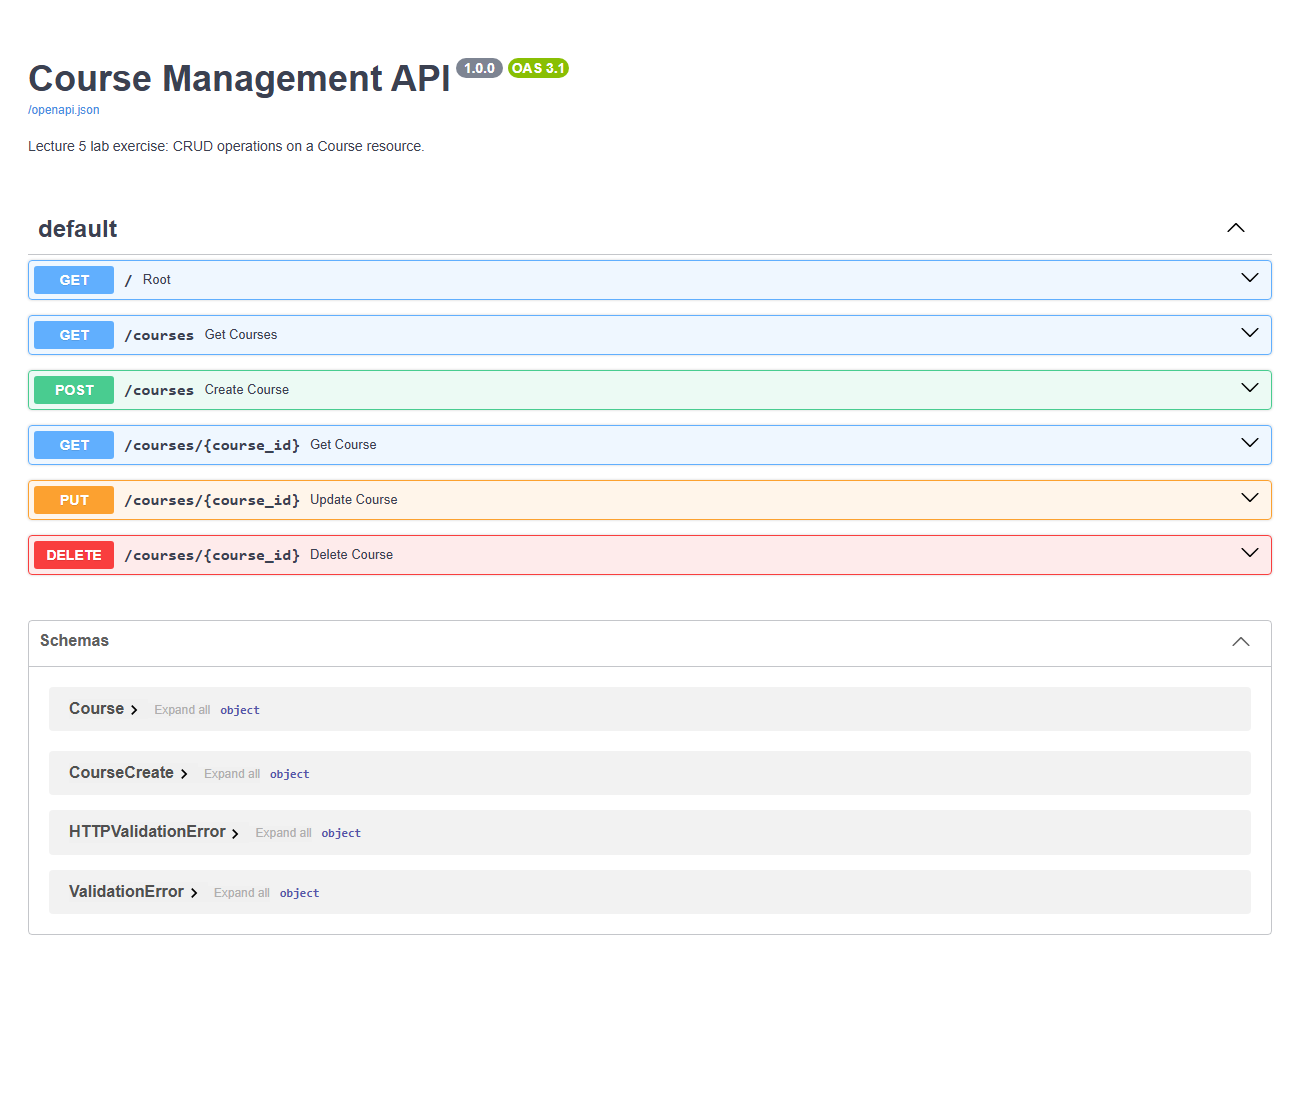 Course Management API 1.0.0 OAS 3.1
/openapi.json
Lecture 5 lab exercise: CRUD operations on a Course resource.
default
GET / Root
GET /courses Get Courses
POST /courses Create Course
GET /courses/{course_id} Get Course
PUT /courses/{course_id} Update Course
DELETE /courses/{course_id} Delete Course
Schemas
Course Expand all object
CourseCreate Expand all object
HTTPValidationError Expand all object
ValidationError Expand all object